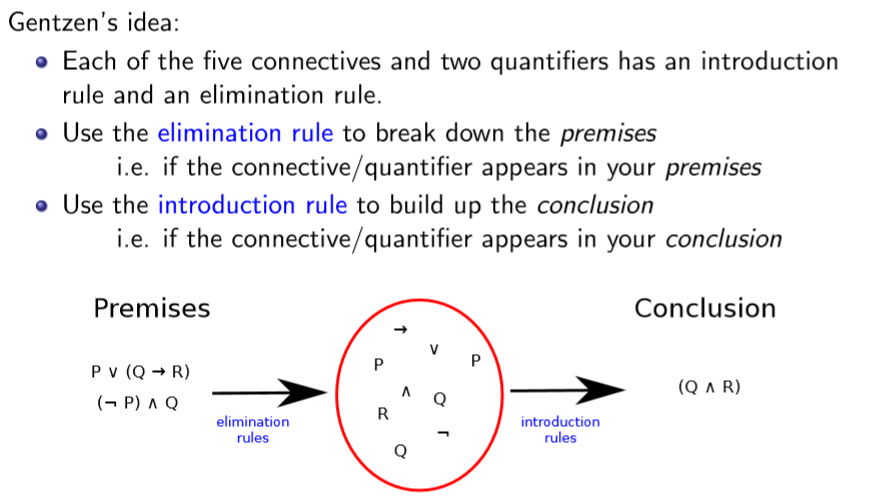 Gentzen's idea:
Each of the five connectives and two quantifiers has an introduction
rule and an elimination rule.
Use the elimination rule to break down the premises
i.e. if the connective/quantifier appears in your premises
Use the introduction rule to build up the conclusion
i.e. if the connective/quantifier appears in your conclusion
Premises
Conclusion
P ∨ (Q → R)
(¬ P) ∧ Q
elimination
rules
→
∨
P
P
∧
Q
R
¬
Q
introduction
rules
(Q ∧ R)